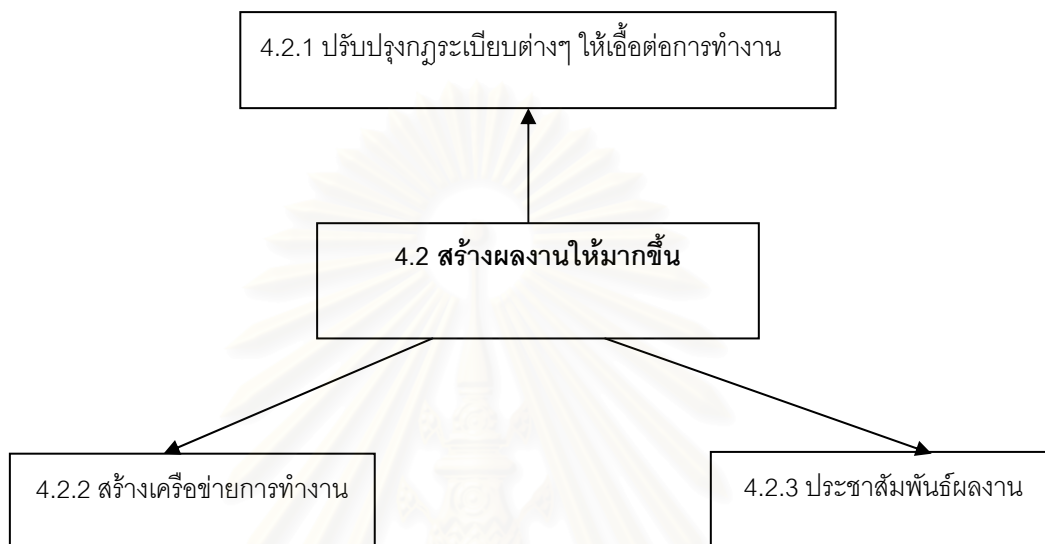 4.2.1 ปรับปรุงกฎระเบียบต่างๆ ให้เอื้อต่อการทำงาน
4.2 สร้างผลงานให้มากขึ้น
4.2.2 สร้างเครือข่ายการทำงาน
4.2.3 ประชาสัมพันธ์ผลงาน